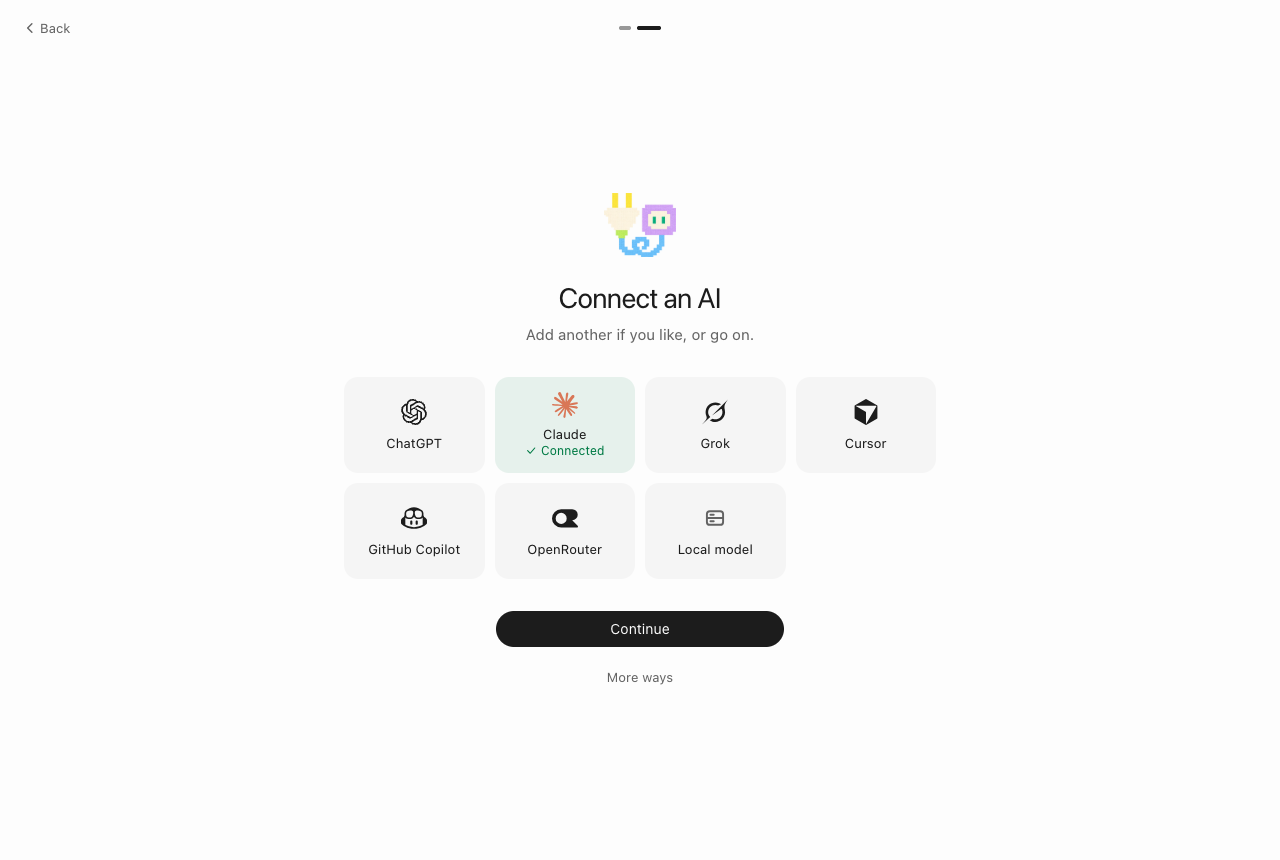 Back
Connect an AI
Add another if you like, or go on.
ChatGPT
Claude
Connected
Grok
Cursor
GitHub Copilot
OpenRouter
Local model
Continue
More ways